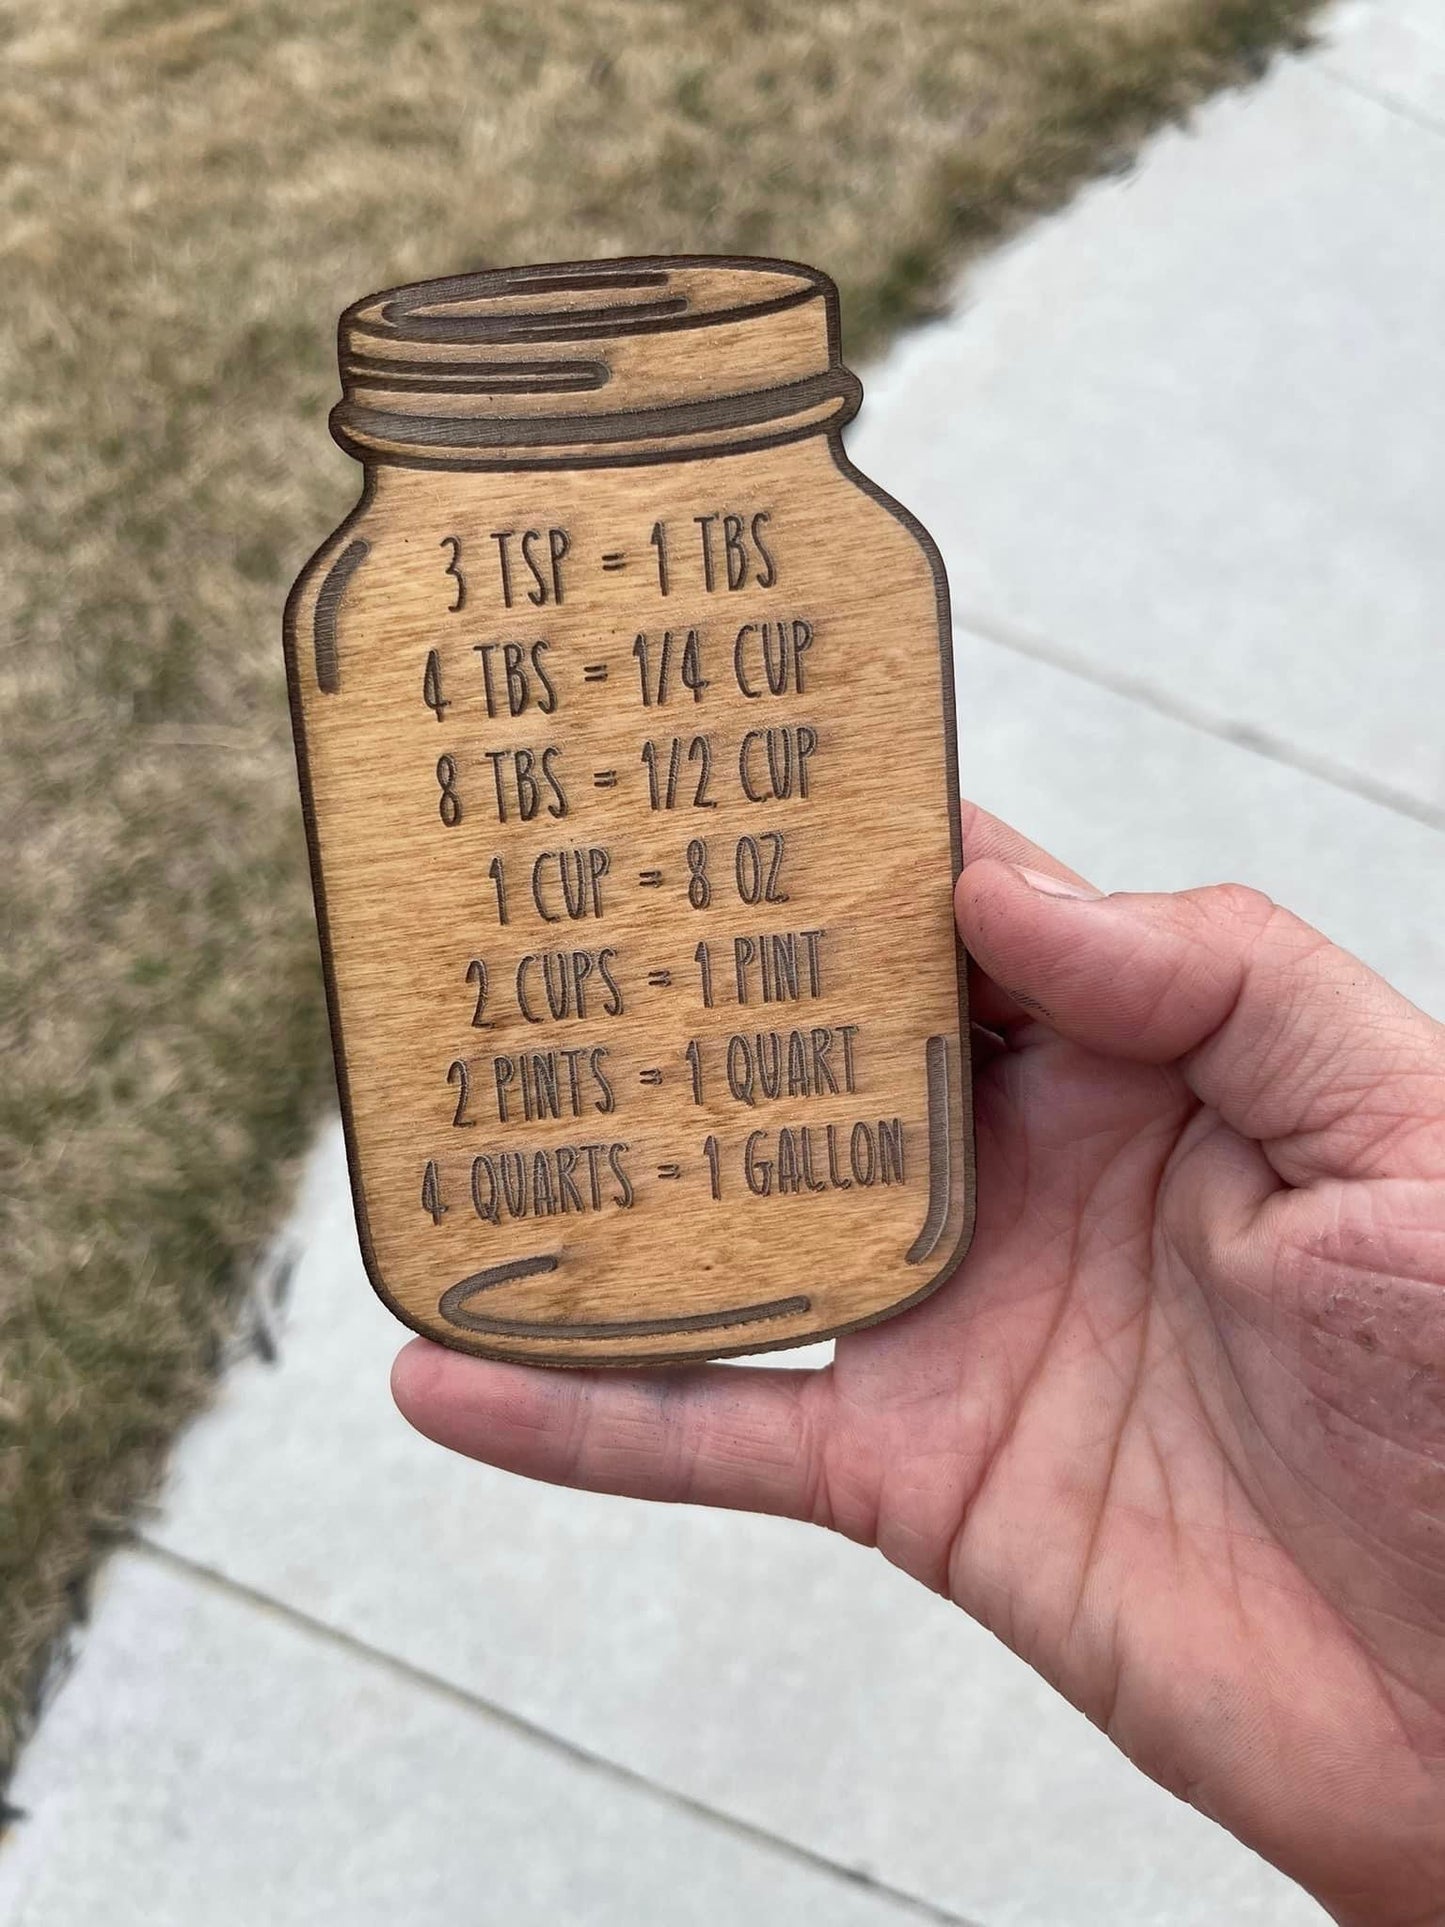 3 TSP = 1 TBS
4 TBS = 1/4 CUP
8 TBS = 1/2 CUP
1 CUP = 8 OZ
2 CUPS = 1 PINT
2 PINTS = 1 QUART
4 QUARTS = 1 GALLON